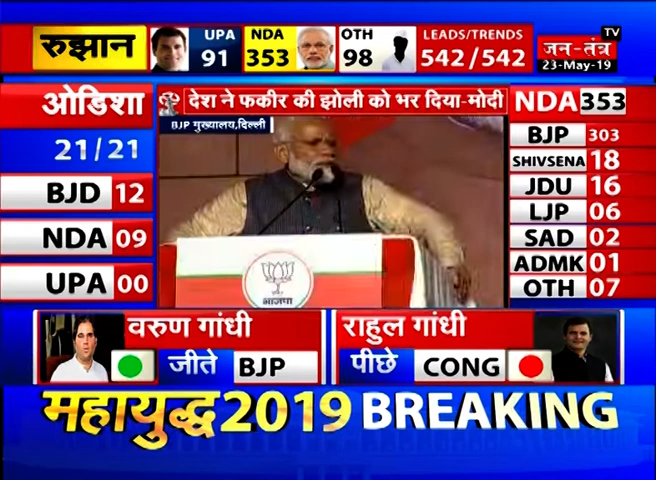 रुझान
UPA 91
NDA 353
OTH 98
LEADS/TRENDS
542/542
जन-तंत्र TV
23-May-19
ओडिशा
21/21
BJD 12
NDA 09
UPA 00
देश ने फकीर की झोली को भर दिया-मोदी
BJP मुख्यालय,दिल्ली
भाजपा
NDA 353
BJP 303
SHIVSENA 18
JDU 16
LJP 06
SAD 02
ADMK 01
OTH 07
वरुण गांधी
जीते BJP
राहुल गांधी
पीछे CONG
महायुद्ध 2019 BREAKING